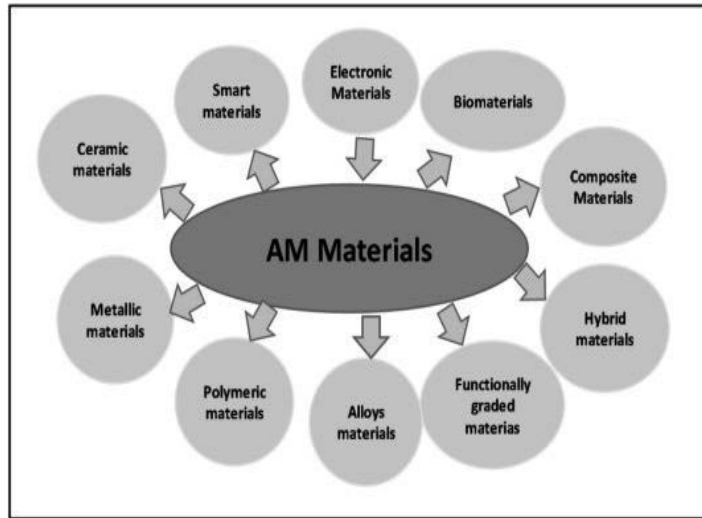 Electronic
Materials
Smart
materials
Biomaterials
Ceramic
materials
Composite
Materials
AM Materials
Metallic
materials
Hybrid
materials
Polymeric
materials
Alloys
materials
Functionally
graded
materias